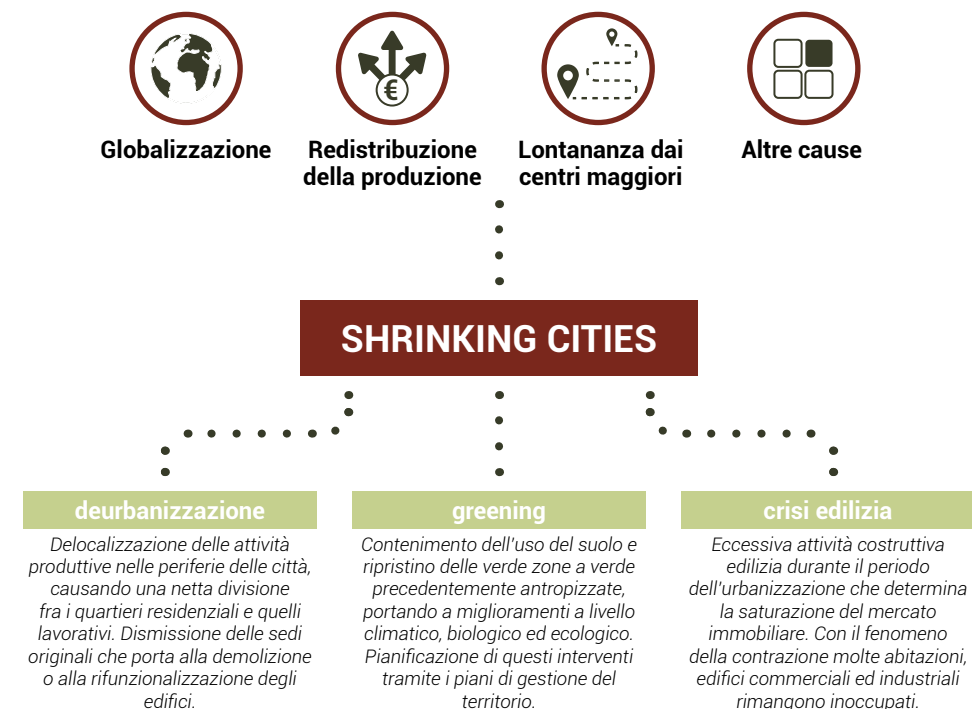 €
Globalizzazione
Redistribuzione
della produzione
Lontananza dai
centri maggiori
Altre cause
SHRINKING CITIES
deurbanizzazione
Delocalizzazione delle attività
produttive nelle periferie delle città,
causando una netta divisione
fra i quartieri residenziali e quelli
lavorativi. Dismissione delle sedi
originali che porta alla demolizione
o alla rifunzionalizzazione degli
edifici.
greening
Contenimento dell'uso del suolo e
ripristino delle verde zone a verde
precedentemente antropizzate,
portando a miglioramenti a livello
climatico, biologico ed ecologico.
Pianificazione di questi interventi
tramite i piani di gestione del
territorio.
crisi edilizia
Eccessiva attività costruttiva
edilizia durante il periodo
dell'urbanizzazione che determina
la saturazione del mercato
immobiliare. Con il fenomeno
della contrazione molte abitazioni,
edifici commerciali ed industriali
rimangono inoccupati.